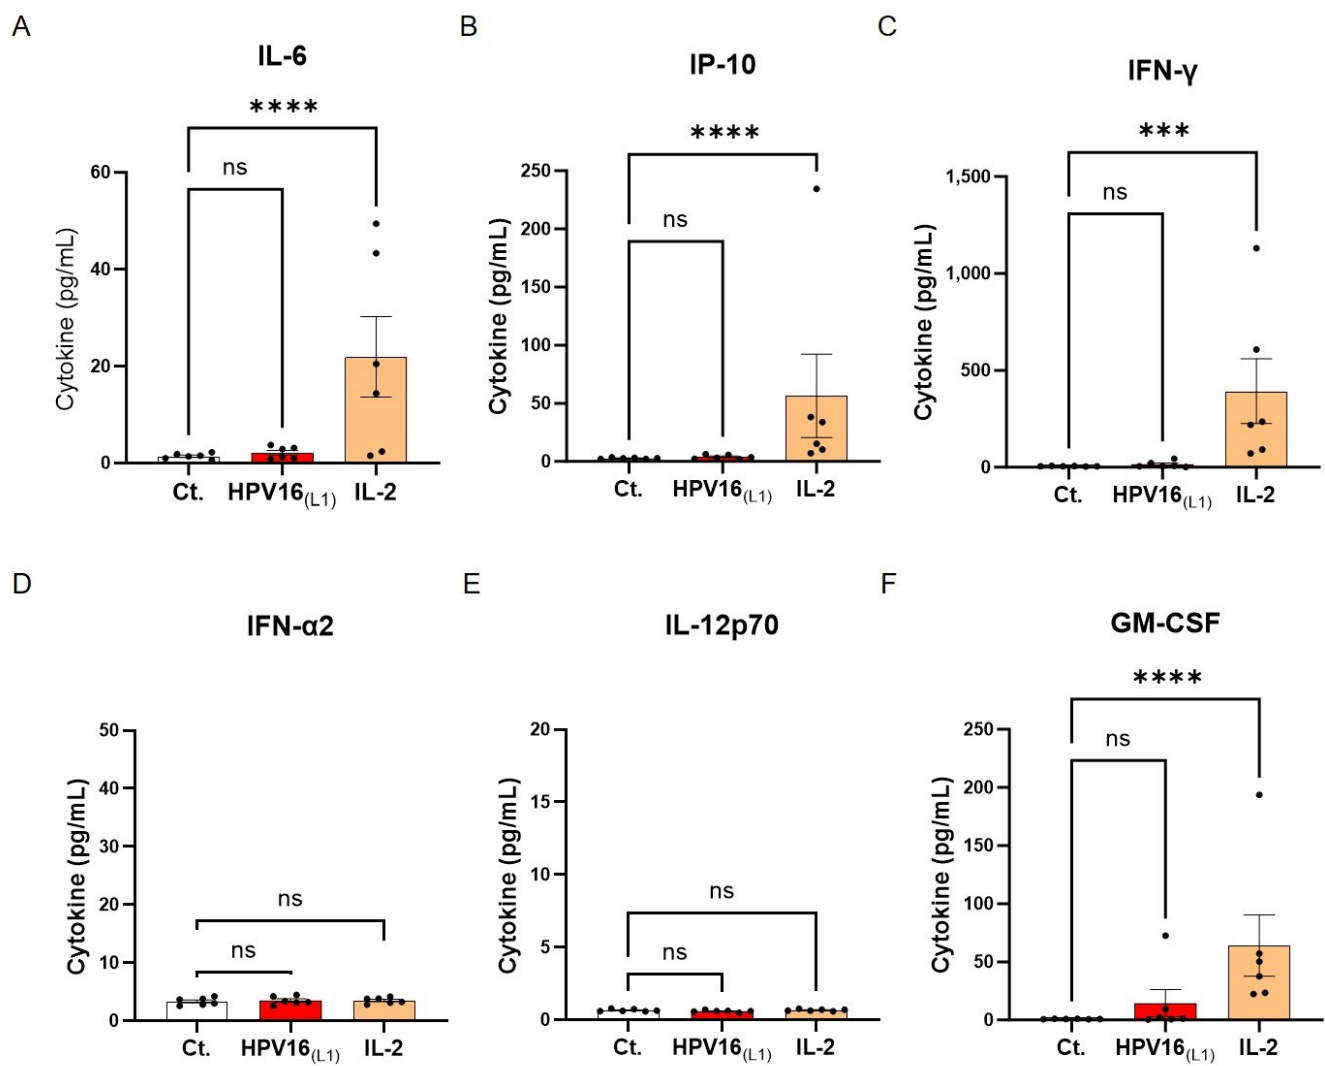 A
IL-6
****
ns
60
40
20
0
Cytokine (pg/mL)
Ct. HPV16(L1) IL-2
B
IP-10
****
ns
250
200
150
100
50
0
Cytokine (pg/mL)
Ct. HPV16(L1) IL-2
C
IFN-γ
***
ns
1,500
1,000
500
0
Cytokine (pg/mL)
Ct. HPV16(L1) IL-2
D
IFN-α2
50
40
30
20
10
0
Cytokine (pg/mL)
ns
ns
Ct. HPV16(L1) IL-2
E
IL-12p70
20
15
10
5
0
Cytokine (pg/mL)
ns
ns
Ct. HPV16(L1) IL-2
F
GM-CSF
****
ns
250
200
150
100
50
0
Cytokine (pg/mL)
Ct. HPV16(L1) IL-2